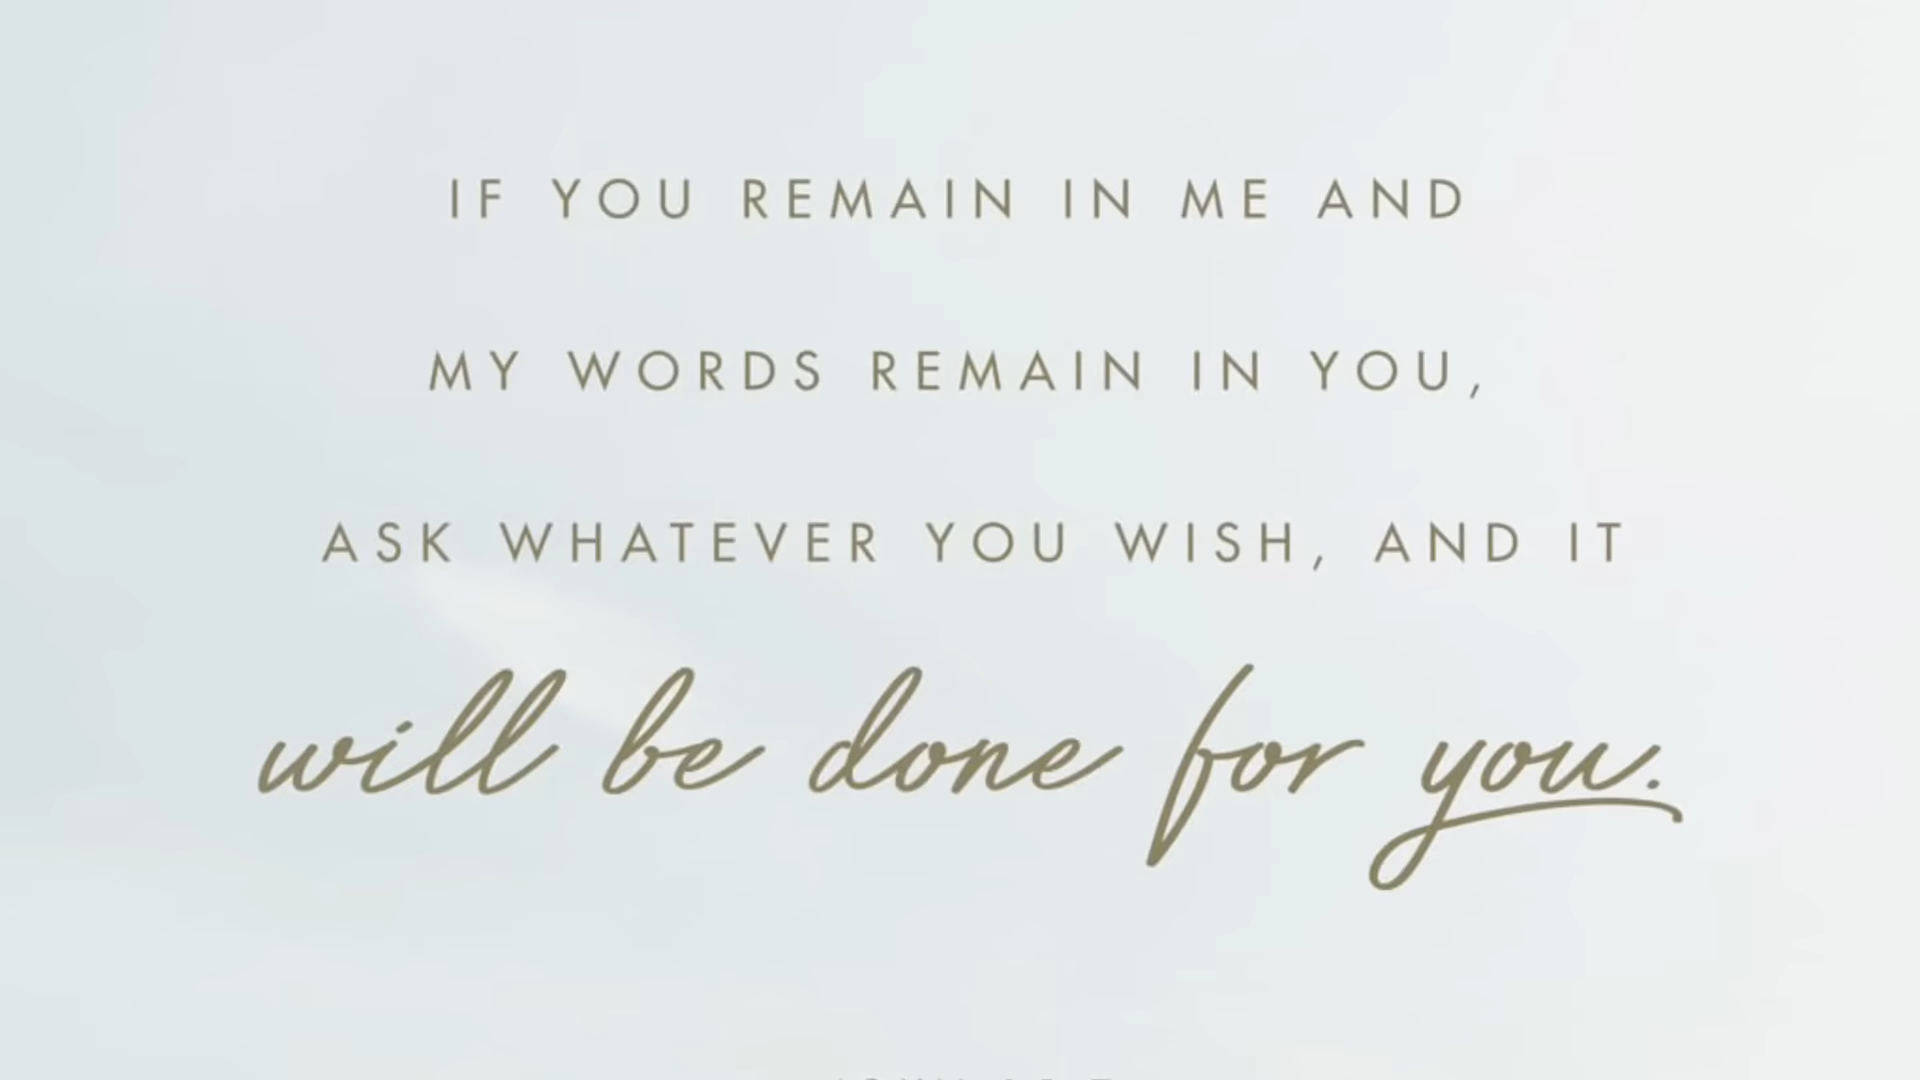 IF YOU REMAIN IN ME AND
MY WORDS REMAIN IN YOU,
ASK WHATEVER YOU WISH, AND IT
will be done for you.